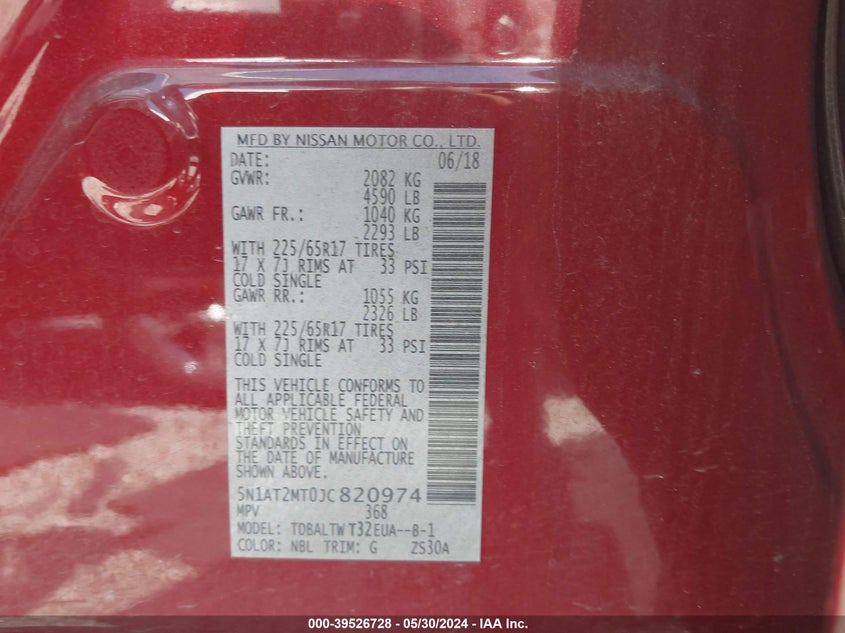 MFD BY NISSAN MOTOR CO., LTD.
DATE: 06/18
GVWR: 2082 KG
4590 LB
GAWR FR.: 1040 KG
2293 LB
WITH 225/65R17 TIRES
17 X 7J RIMS AT 33 PSI
COLD SINGLE
GAWR RR.: 1055 KG
2326 LB
WITH 225/65R17 TIRES
17 X 7J RIMS AT 33 PSI
COLD SINGLE
THIS VEHICLE CONFORMS TO
ALL APPLICABLE FEDERAL
MOTOR VEHICLE SAFETY AND
THEFT PREVENTION
STANDARDS IN EFFECT ON
THE DATE OF MANUFACTURE
SHOWN ABOVE.
5N1AT2MT0JC820974
MPV 368
MODEL: TDBALTW T32EUA--B-1
COLOR: NBL TRIM: G ZS30A
000-39526728 - 05/30/2024 - IAA Inc.